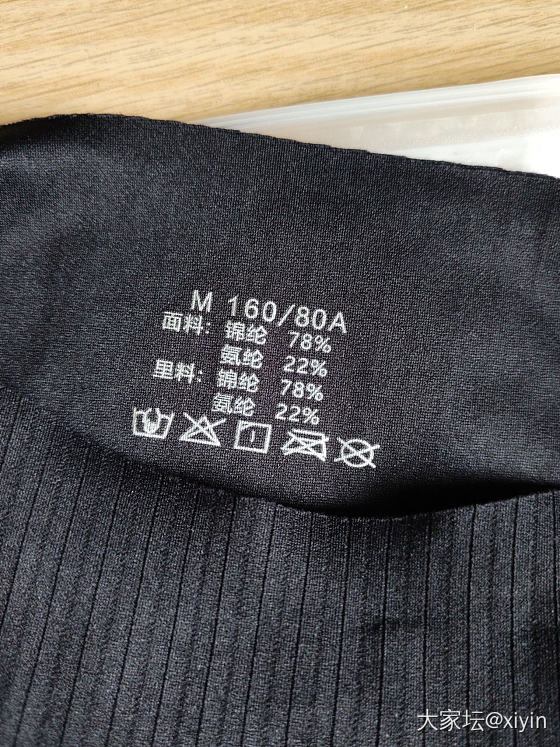 M 160/80A
面料: 锦纶 78%
氨纶 22%
里料: 锦纶 78%
氨纶 22%
大家坛@xiyin